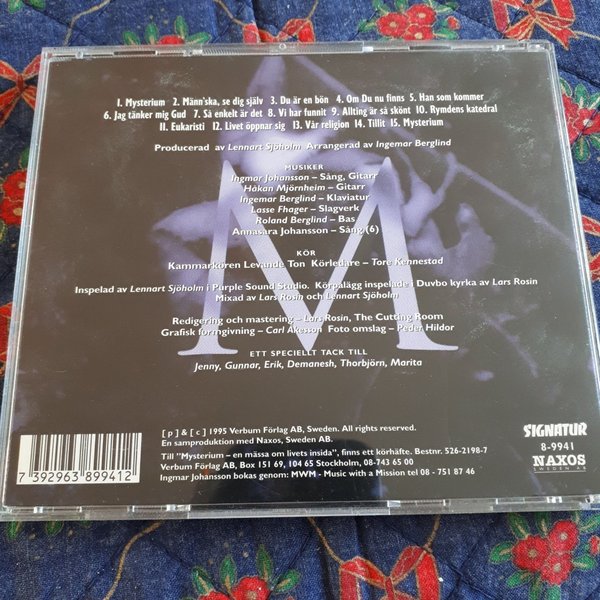 1. Mysterium 2. Männ'ska, se dig själv 3. Du är en bön 4. Om Du nu finns 5. Han som kommer
6. Jag tänker mig Gud 7. Så enkelt är det 8. Vi har funnit 9. Allting är så skönt 10. Rymdens katedral
11. Eukaristi 12. Livet öppnar sig 13. Vår religion 14. Tillit 15. Mysterium
Producerad av Lennart Sjöholm Arrangerad av Ingemar Berglind
MUSIKER
Ingmar Johansson – Sång, Gitarr
Håkan Mjörnheim – Gitarr
Ingemar Berglind – Klaviatur
Lasse Fhager – Slagverk
Roland Berglind – Bas
Annasara Johansson – Sång (6)
M
KÖR
Kammarkören Levande Ton Körledare – Tore Kennestad
Inspelad av Lennart Sjöholm i Purple Sound Studio. Körpålägg inspelade i Duvbo kyrka av Lars Rosin
Mixad av Lars Rosin och Lennart Sjöholm
Redigering och mastering – Lars Rosin, The Cutting Room
Grafisk formgivning – Carl Åkesson Foto omslag – Peder Hildor
ETT SPECIELLT TACK TILL
Jenny, Gunnar, Erik, Demanesh, Thorbjörn, Marita
[ p ] & [ c ] 1995 Verbum Förlag AB, Sweden. All rights reserved.
En samproduktion med Naxos, Sweden AB.
Till "Mysterium – en mässa om livets insida", finns ett körhäfte. Bestnr. 526-2198-7
Verbum Förlag AB, Box 151 69, 104 65 Stockholm, 08-743 65 00
Ingmar Johansson bokas genom: MWM - Music with a Mission tel 08 - 751 87 46
7 392963 899412
SIGNATUR
8-9941
NAXOS
SWEDEN AB